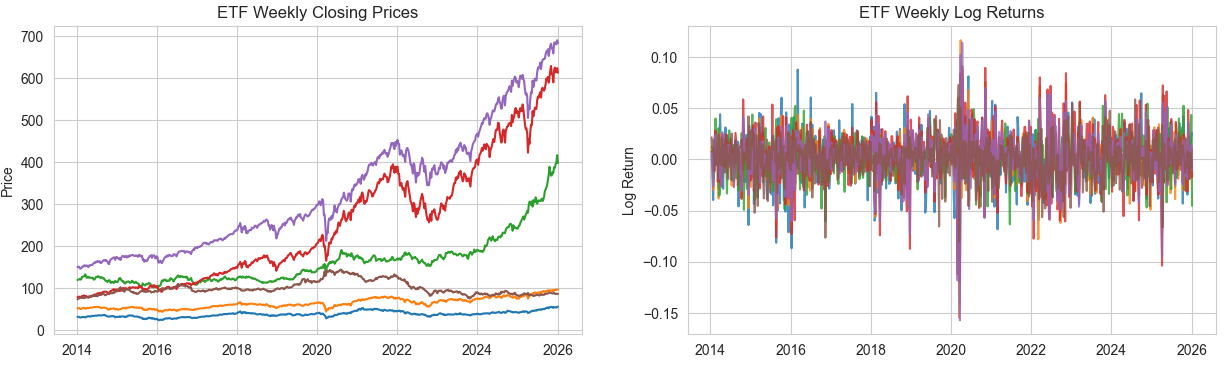 ETF Weekly Closing Prices
Price
700
600
500
400
300
200
100
0
2014 2016 2018 2020 2022 2024 2026
ETF Weekly Log Returns
Log Return
0.10
0.05
0.00
−0.05
−0.10
−0.15
2014 2016 2018 2020 2022 2024 2026